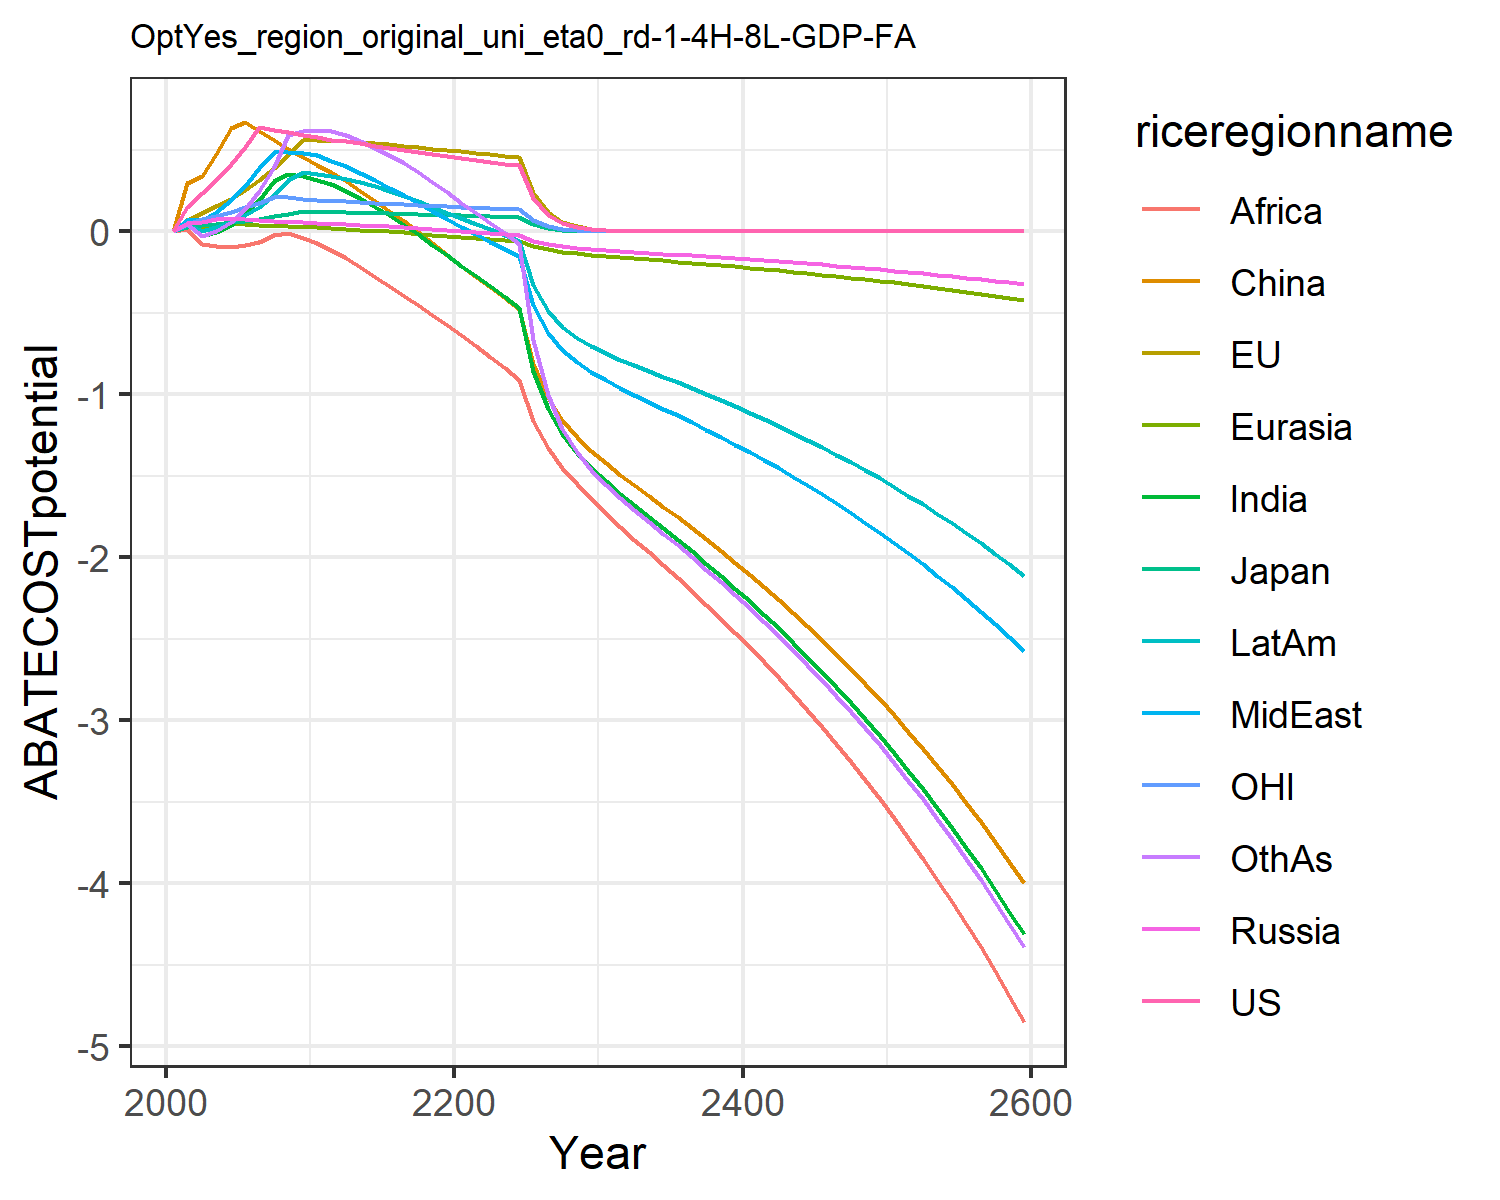 OptYes_region_original_uni_eta0_rd-1-4H-8L-GDP-FA
ABATECOSTpotential
0
-1
-2
-3
-4
-5
2000 2200 2400 2600
Year
riceregionname
Africa
China
EU
Eurasia
India
Japan
LatAm
MidEast
OHI
OthAs
Russia
US